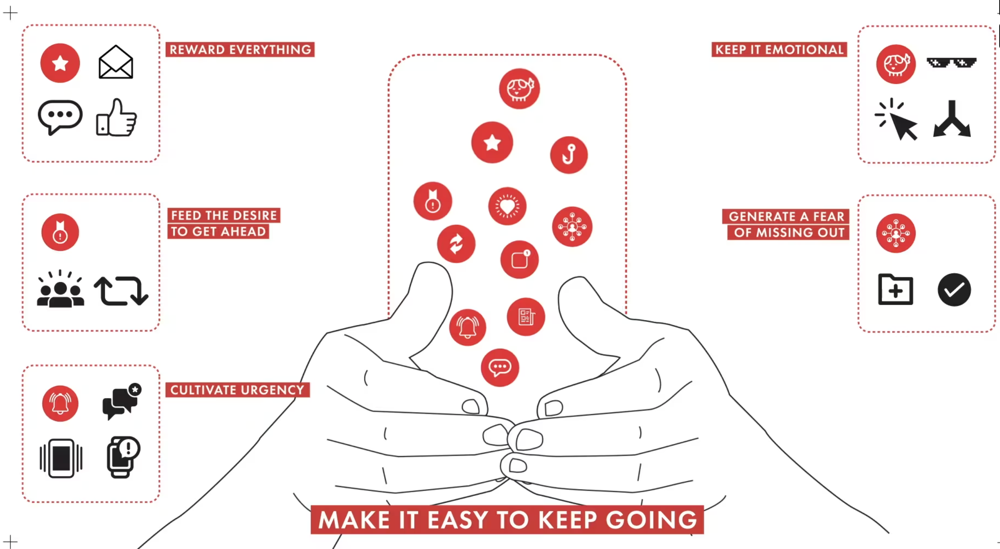 REWARD EVERYTHING
KEEP IT EMOTIONAL
FEED THE DESIRE
TO GET AHEAD
GENERATE A FEAR
OF MISSING OUT
1
CULTIVATE URGENCY
MAKE IT EASY TO KEEP GOING